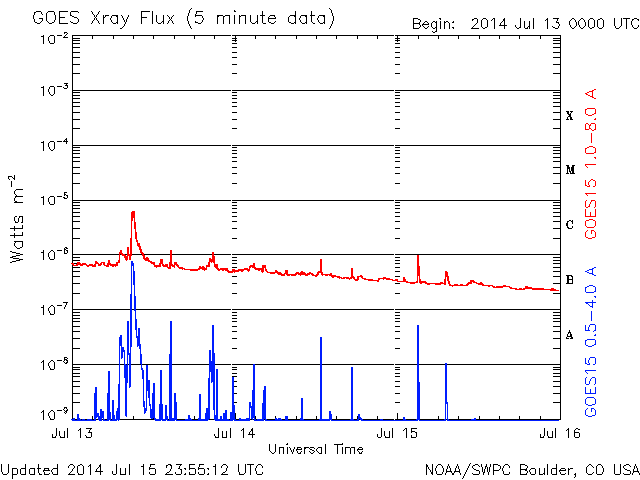 GOES Xray Flux (5 minute data)
Begin: 2014 Jul 13 0000 UTC
10-2
10-3
10-4
10-5
10-6
10-7
10-8
10-9
Watts m-2
X
M
C
B
A
GOES15 1.0-8.0 A
GOES15 0.5-4.0 A
Jul 13
Jul 14
Jul 15
Jul 16
Universal Time
Updated 2014 Jul 15 23:55:12 UTC
NOAA/SWPC Boulder, CO USA